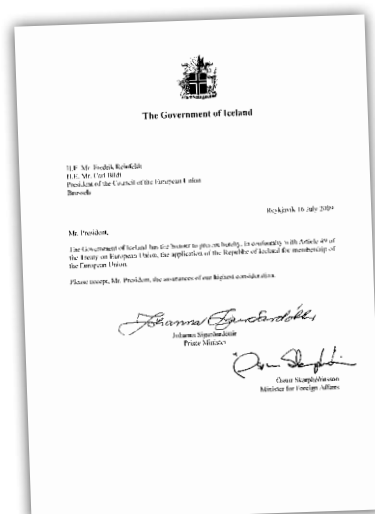 The Government of Iceland
H.E. Mr. Fredrik Reinfeldt
H.E. Mr. Carl Bildt
President of the Council of the European Union
Brussels
Reykjavík 16 July 2009
Mr. President,
The Government of Iceland has the honour to present hereby, in conformity with Article 49 of
the Treaty on European Union, the application of the Republic of Iceland for membership of
the European Union.
Please accept, Mr. President, the assurances of our highest consideration.
Jóhanna Sigurðardóttir
Jóhanna Sigurðardóttir
Prime Minister
Össur Skarphéðinsson
Minister for Foreign Affairs